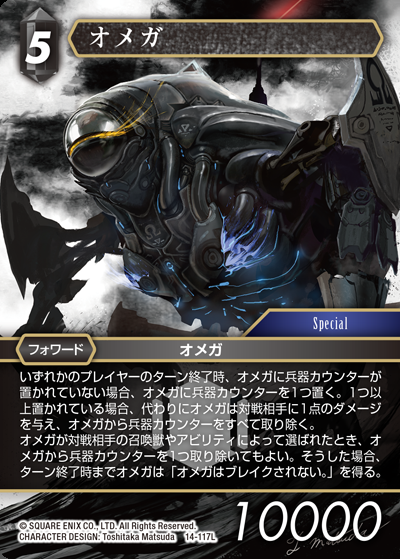 5
オメガ
Special
フォワード
オメガ
いずれかのプレイヤーのターン終了時、オメガに兵器カウンターが
置かれていない場合、オメガに兵器カウンターを1つ置く。1つ以
上置かれている場合、代わりにオメガは対戦相手に1点のダメージ
を与え、オメガから兵器カウンターをすべて取り除く。
オメガが対戦相手の召喚獣やアビリティによって選ばれたとき、オ
メガから兵器カウンターを1つ取り除いてもよい。そうした場合、
ターン終了時までオメガは「オメガはブレイクされない。」を得る。
© SQUARE ENIX CO., LTD. All Rights Reserved.
CHARACTER DESIGN: Toshitaka Matsuda 14-117L
10000